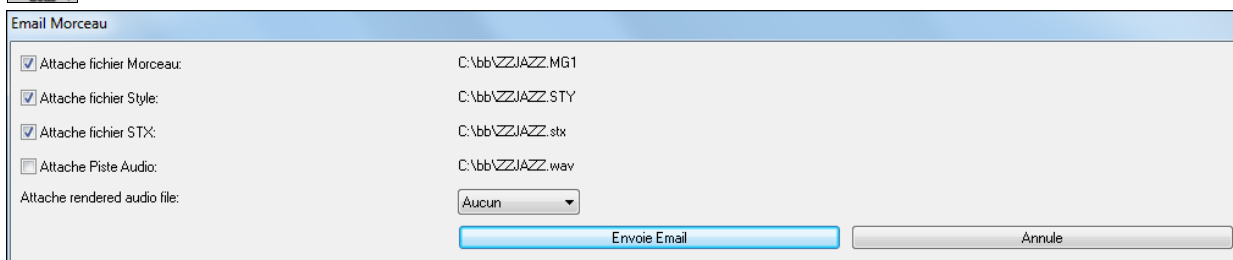 Email Morceau
Attache fichier Morceau: C:\bb\ZZJAZZ.MG1
Attache fichier Style: C:\bb\ZZJAZZ.STY
Attache fichier STX: C:\bb\ZZJAZZ.stx
Attache Piste Audio: C:\bb\ZZJAZZ.wav
Attache rendered audio file: Aucun
Envoie Email Annule